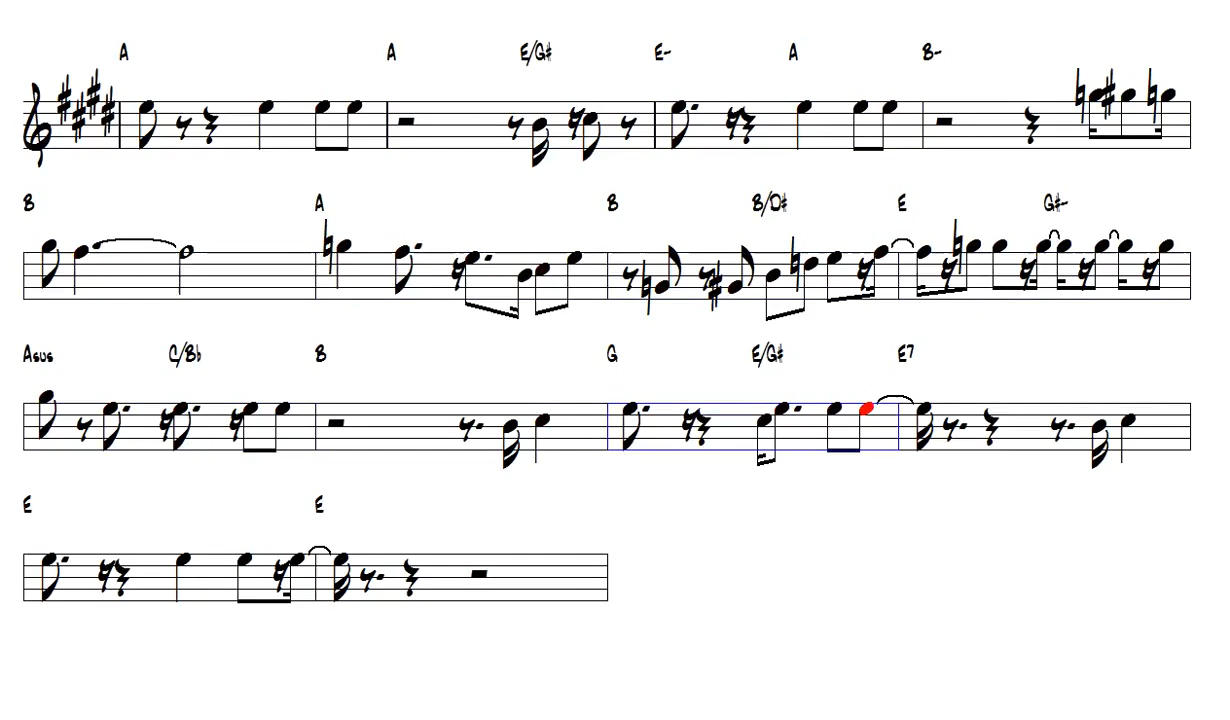 A A E/G# E- A B-
B A B B/D# E G#-
Asus C/Bb B G E/G# E7
E E